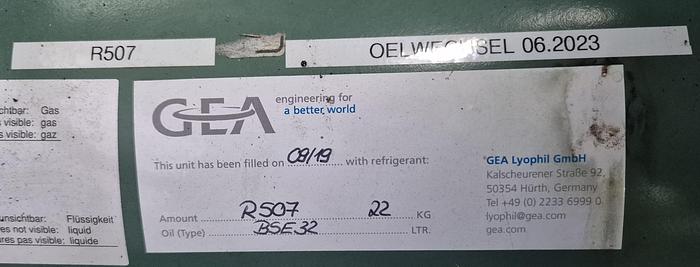 R507
OELWECHSEL 06.2023
GEA engineering for
a better world
This unit has been filled on 09/19 with refrigerant:
Amount R507 22 KG
Oil (Type) BSE32 LTR.
GEA Lyophil GmbH
Kalscheurener Straße 92,
50354 Hürth, Germany
Tel +49 (0) 2233 6999 0
lyophil@gea.com
gea.com
chtbar: Gas
visible: gas
visible: gaz
unsichtbar: Flüssigkeit
es not visible: liquid
ures pas visible: liquide